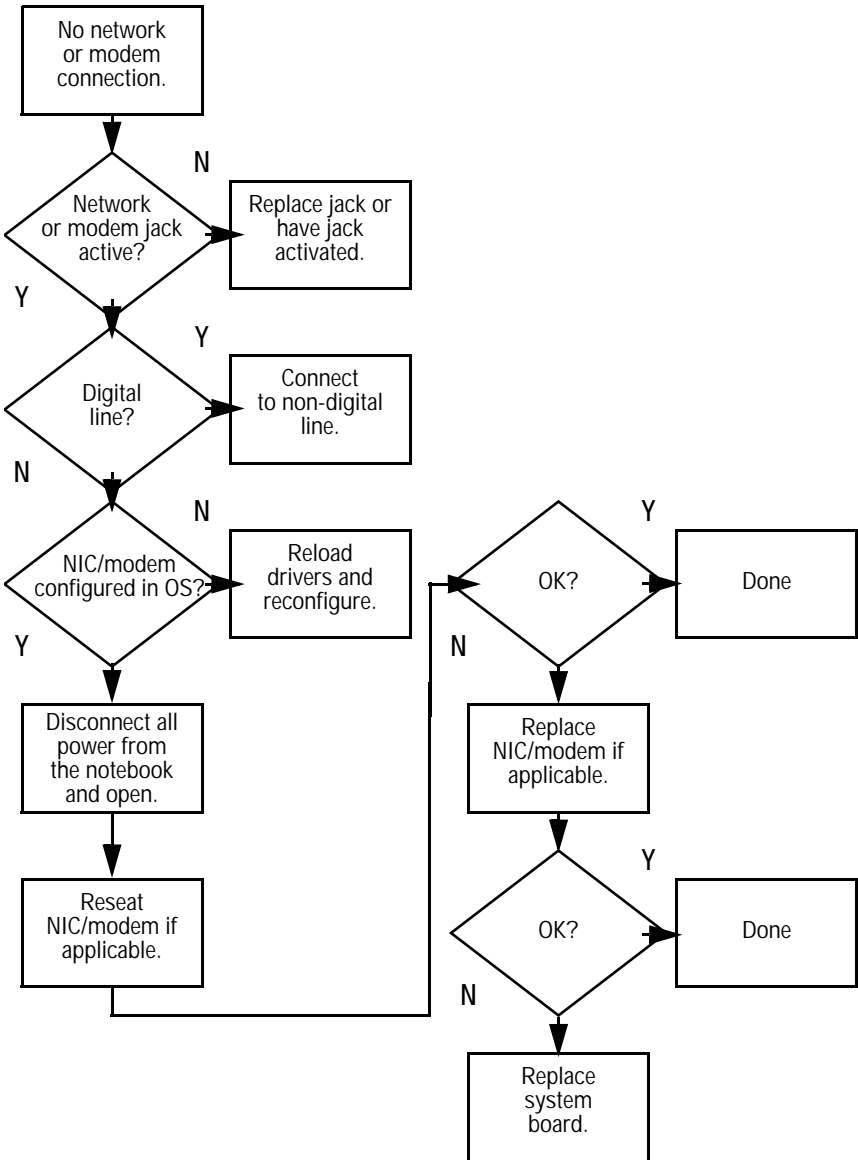 No network
or modem
connection.
N
Network
or modem jack
active?
Replace jack or
have jack
activated.
Y
Y
Digital
line?
Connect
to non-digital
line.
N
N
NIC/modem
configured in OS?
Reload
drivers and
reconfigure.
Y
Disconnect all
power from
the notebook
and open.
Reseat
NIC/modem if
applicable.
Y
OK?
Done
N
Replace
NIC/modem if
applicable.
Y
OK?
Done
N
Replace
system
board.